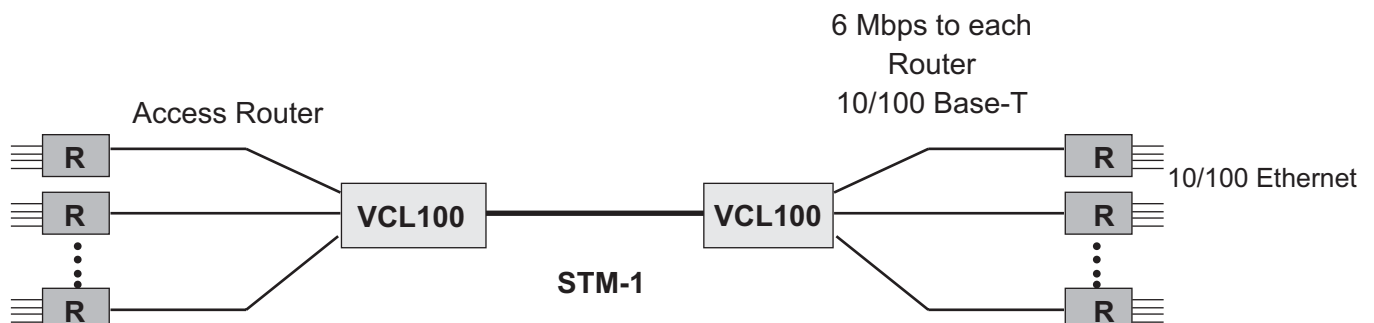 6 Mbps to each
Router
10/100 Base-T
Access Router
R
R
10/100 Ethernet
R
R
VCL100
VCL100
STM-1
R
R